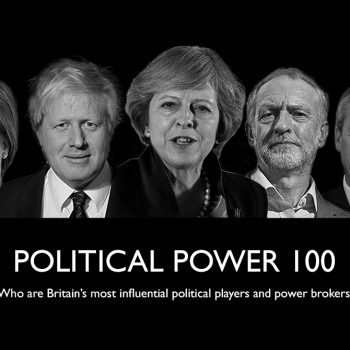 POLITICAL POWER 100
Who are Britain's most influential political players and power brokers